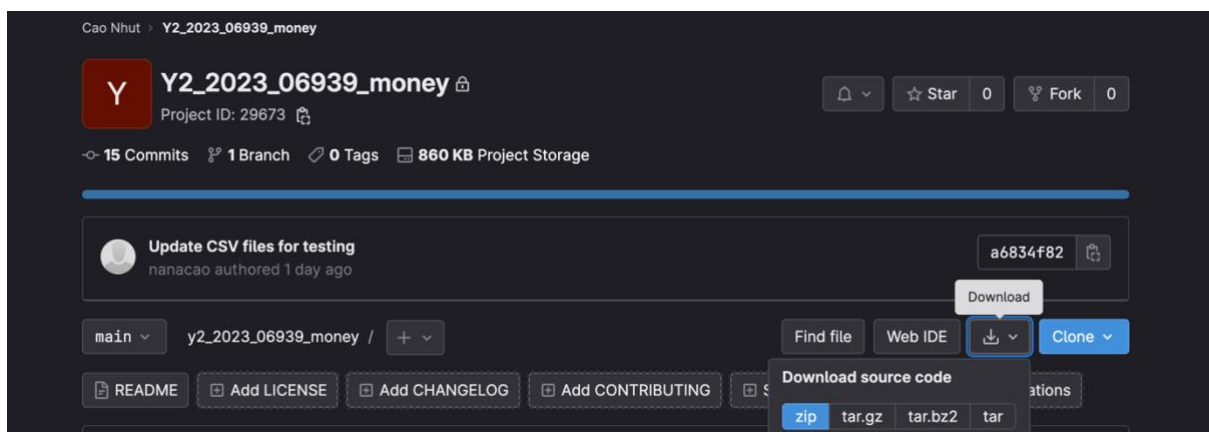 Cao Nhut > Y2_2023_06939_money
Y
Y2_2023_06939_money
Project ID: 29673
Star 0
Fork 0
15 Commits 1 Branch 0 Tags 860 KB Project Storage
Update CSV files for testing
nanacao authored 1 day ago
a6834f82
Download
main
y2_2023_06939_money / +
Find file
Web IDE
Clone
README
Add LICENSE
Add CHANGELOG
Add CONTRIBUTING
Download source code
zip tar.gz tar.bz2 tar